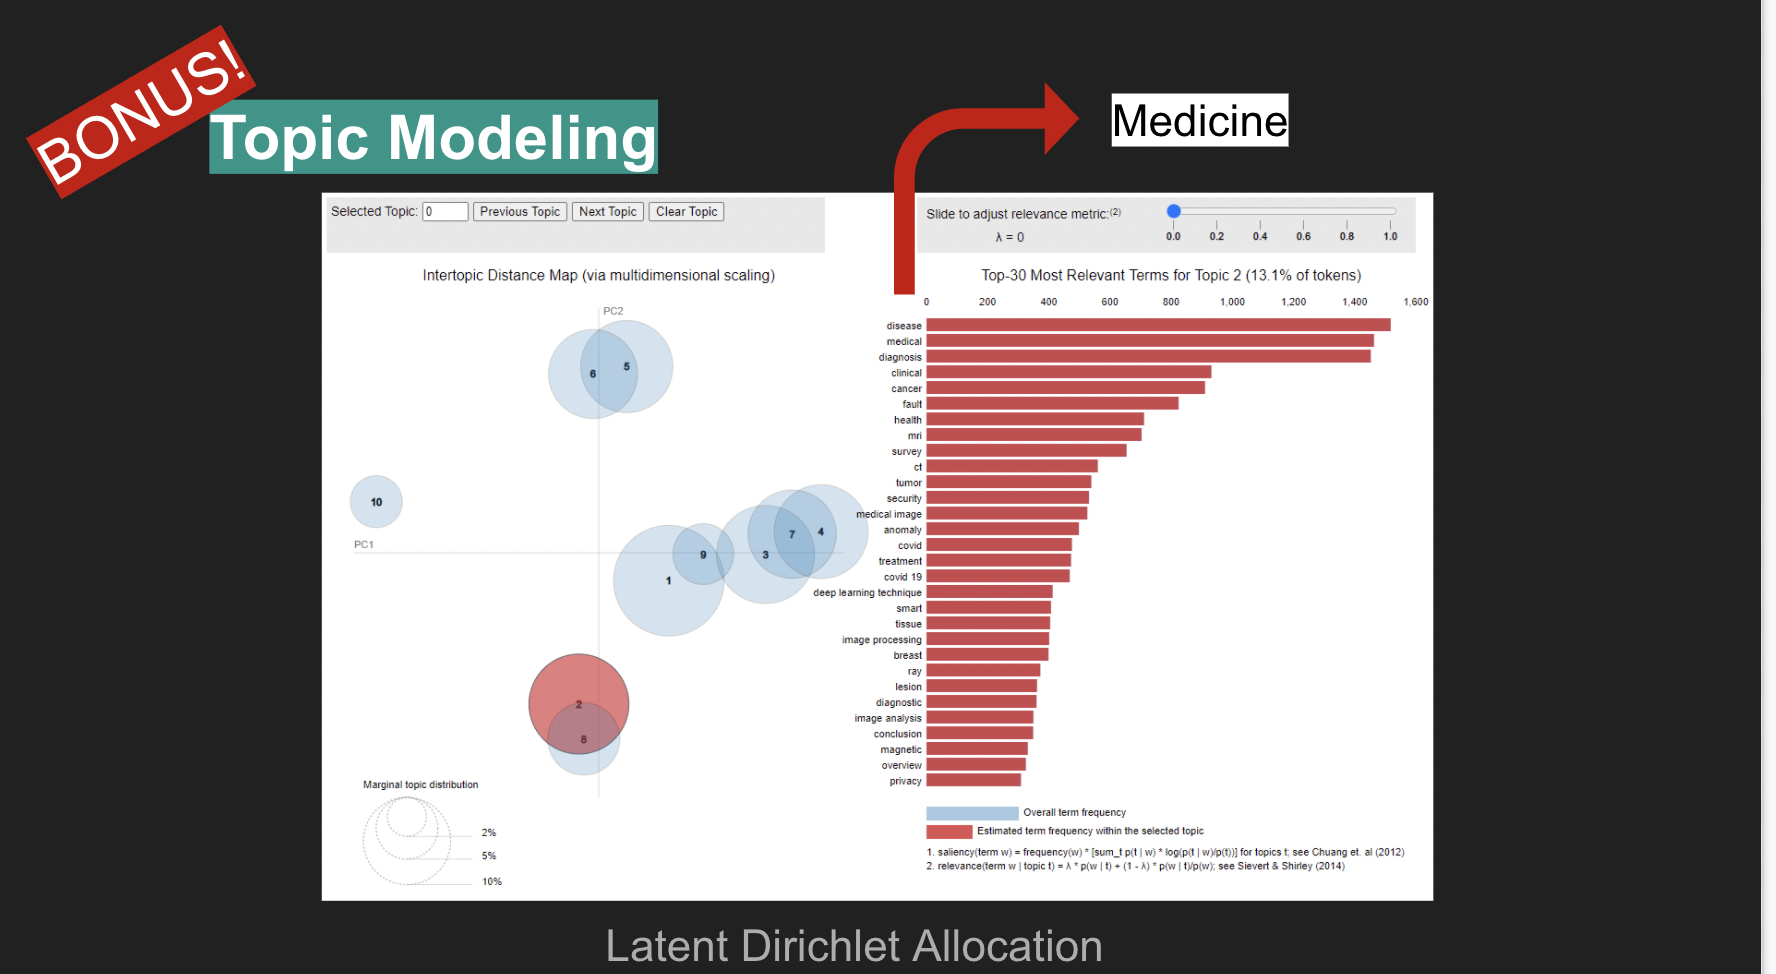 BONUS!
Topic Modeling
Medicine
Selected Topic: 0 Previous Topic Next Topic Clear Topic
Slide to adjust relevance metric:(2)
λ = 0
0.0 0.2 0.4 0.6 0.8 1.0
Intertopic Distance Map (via multidimensional scaling)
PC2
6
5
10
PC1
7
4
9
3
1
2
8
Marginal topic distribution
2%
5%
10%
Top-30 Most Relevant Terms for Topic 2 (13.1% of tokens)
0 200 400 600 800 1,000 1,200 1,400 1,600
disease
medical
diagnosis
clinical
cancer
fault
health
mri
survey
ct
tumor
security
medical image
anomaly
covid
treatment
covid 19
deep learning technique
smart
tissue
image processing
breast
ray
lesion
diagnostic
image analysis
conclusion
magnetic
overview
privacy
Overall term frequency
Estimated term frequency within the selected topic
1. saliency(term w) = frequency(w) * [sum_t p(t | w) * log(p(t | w)/p(t))] for topics t; see Chuang et. al (2012)
2. relevance(term w | topic t) = λ * p(w | t) + (1 - λ) * p(w | t)/p(w); see Sievert & Shirley (2014)
Latent Dirichlet Allocation